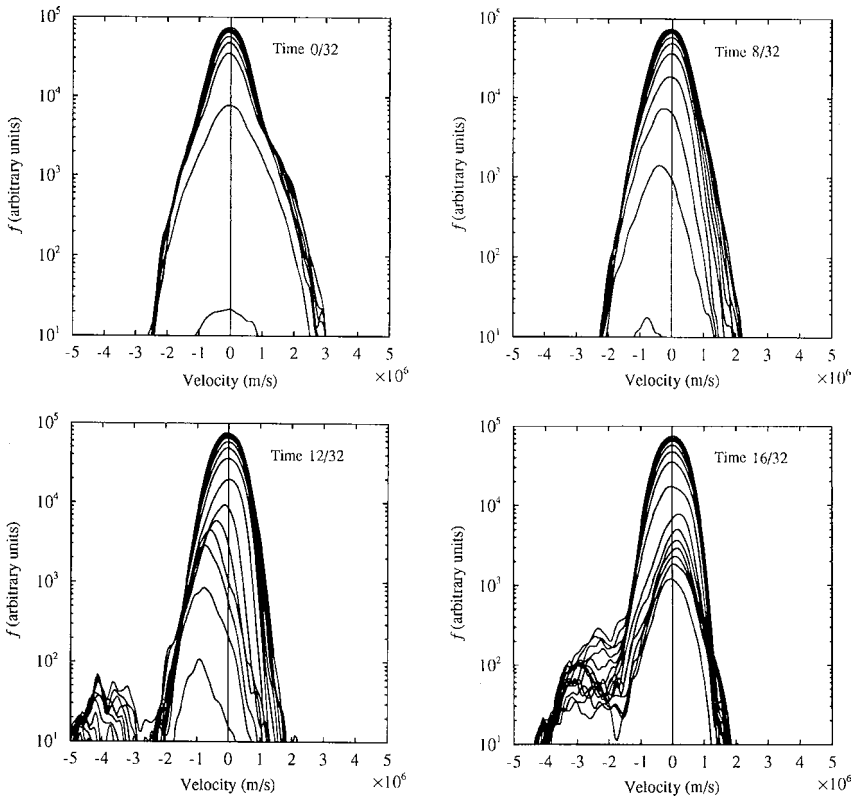 10^5
10^4
10^3
10^2
10^1
f (arbitrary units)
Time 0/32
-5 -4 -3 -2 -1 0 1 2 3 4 5
Velocity (m/s)
×10^6
10^5
10^4
10^3
10^2
10^1
f (arbitrary units)
Time 8/32
-5 -4 -3 -2 -1 0 1 2 3 4 5
Velocity (m/s)
×10^6
10^5
10^4
10^3
10^2
10^1
f (arbitrary units)
Time 12/32
-5 -4 -3 -2 -1 0 1 2 3 4 5
Velocity (m/s)
×10^6
10^5
10^4
10^3
10^2
10^1
f (arbitrary units)
Time 16/32
-5 -4 -3 -2 -1 0 1 2 3 4 5
Velocity (m/s)
×10^6